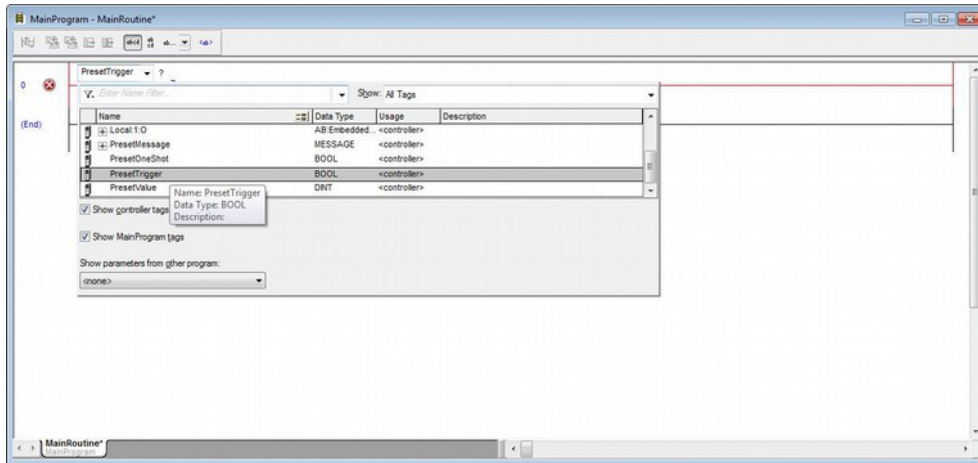 MainProgram - MainRoutine*
PresetTrigger ?
0
Enter Name Filter...
Show: All Tags
Name Data Type Usage Description
(End)
Local:1:O AB:Embedded... <controller>
PresetMessage MESSAGE <controller>
PresetOneShot BOOL <controller>
PresetTrigger BOOL <controller>
PresetValue DINT <controller>
Name: PresetTrigger
Data Type: BOOL
Description:
Show controller tags
Show MainProgram tags
Show parameters from other program:
<none>
MainRoutine*
MainProgram